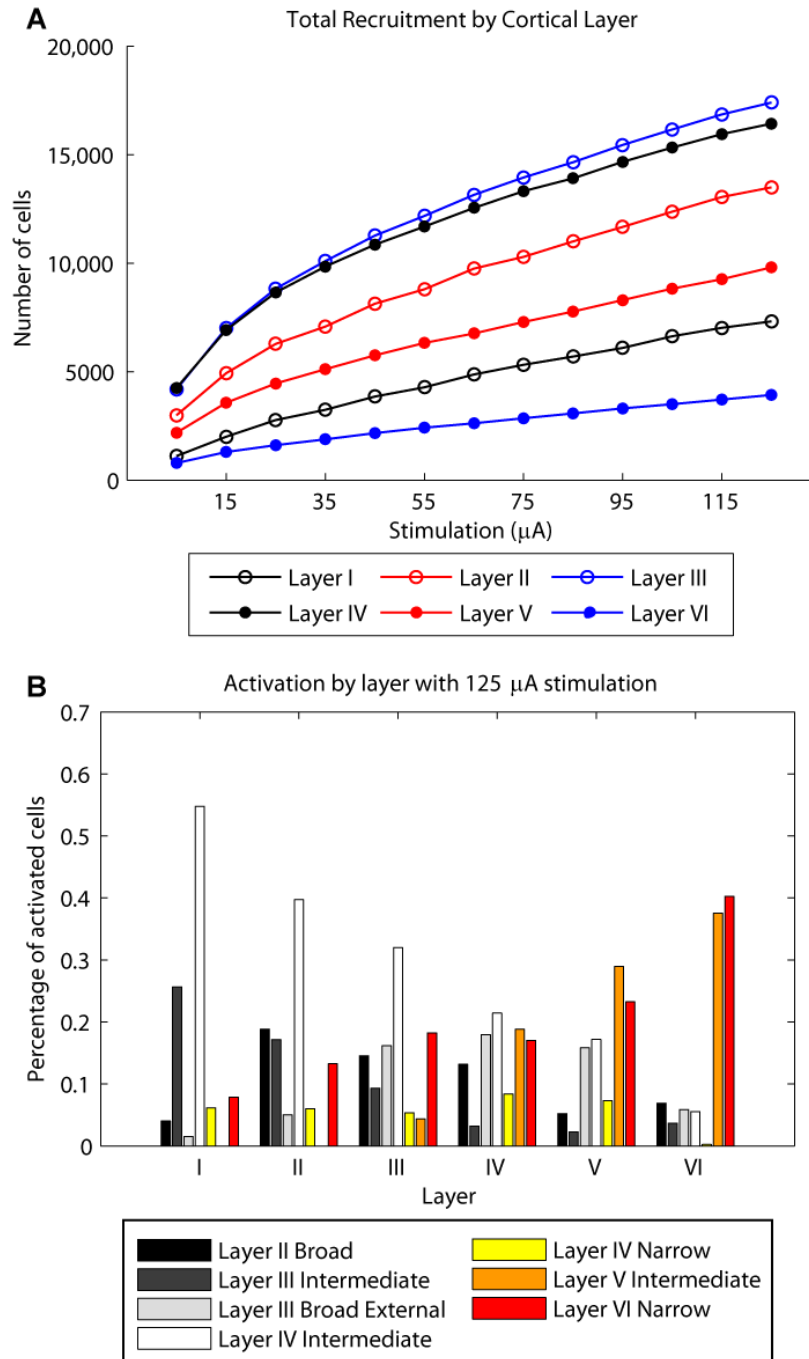 A
Total Recruitment by Cortical Layer
20,000
15,000
10,000
5000
0
Number of cells
15 35 55 75 95 115
Stimulation (μA)
Layer I Layer II Layer III
Layer IV Layer V Layer VI
B
Activation by layer with 125 μA stimulation
0.7
0.6
0.5
0.4
0.3
0.2
0.1
0
Percentage of activated cells
I II III IV V VI
Layer
Layer II Broad Layer IV Narrow
Layer III Intermediate Layer V Intermediate
Layer III Broad External Layer VI Narrow
Layer IV Intermediate